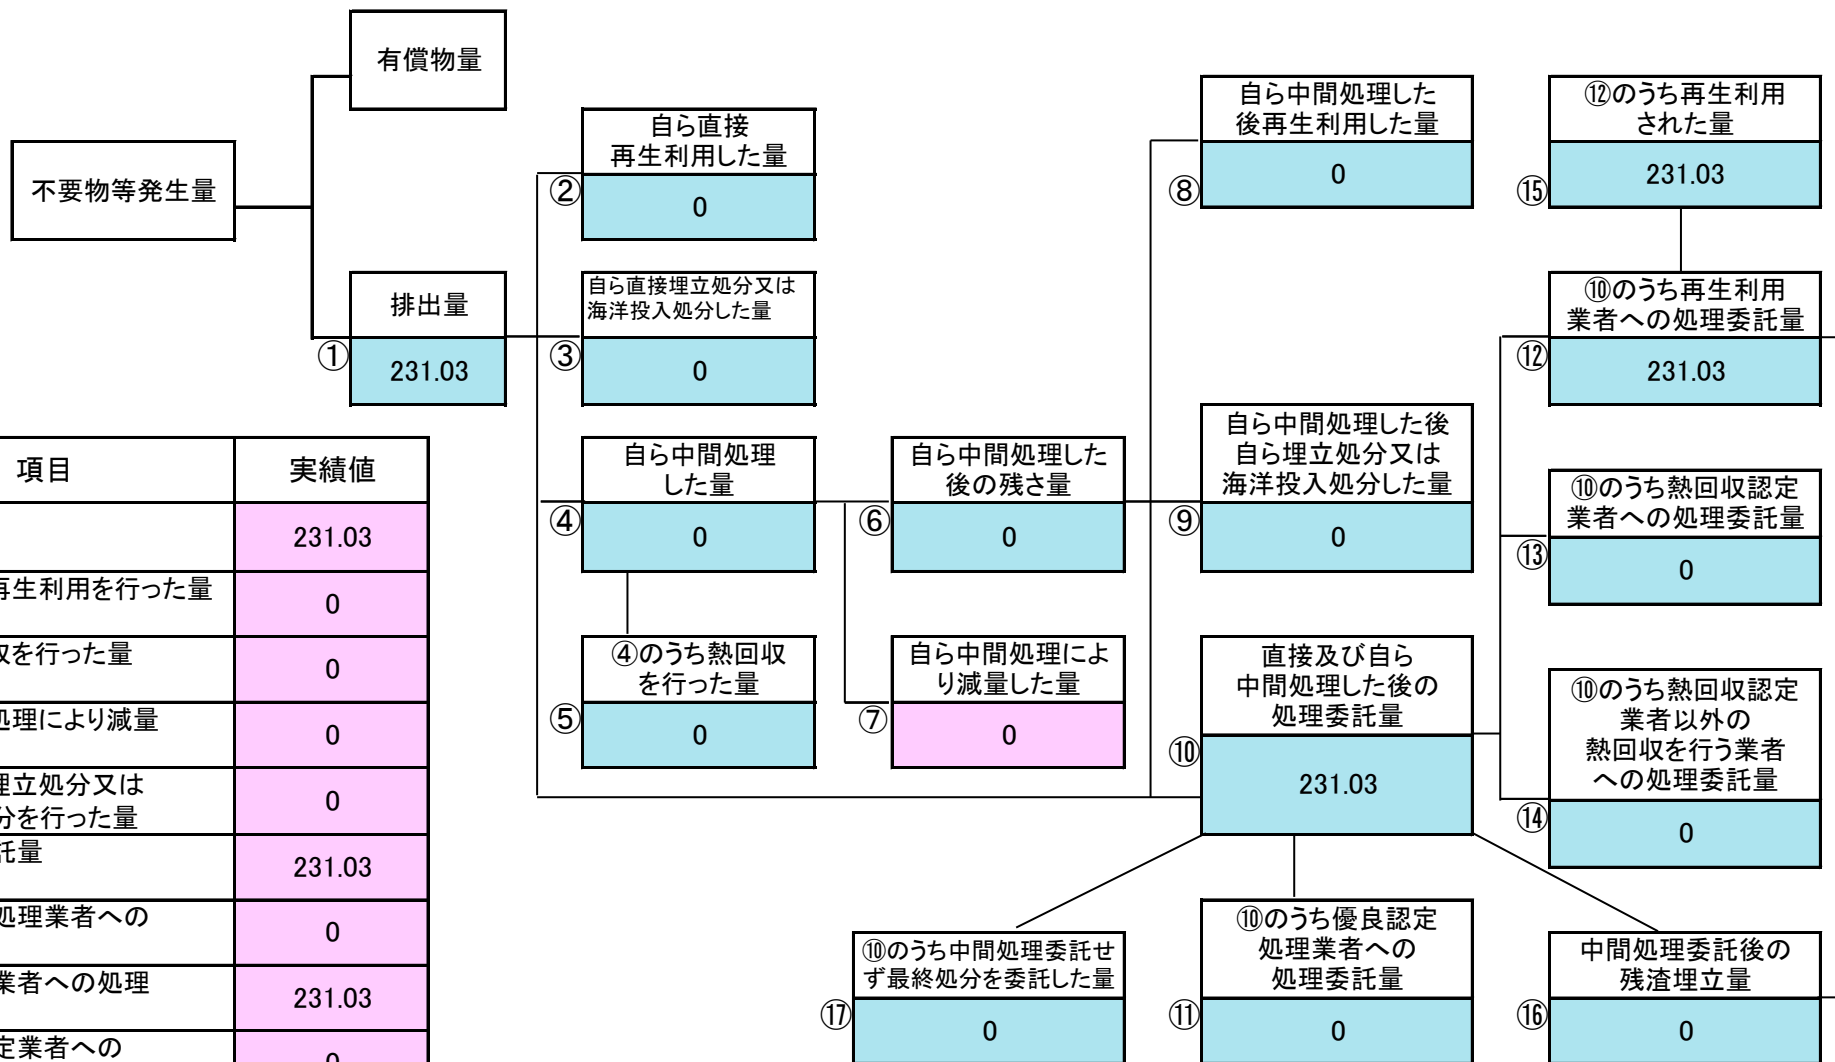 有償物量
不要物等発生量
排出量
①
231.03
自ら直接
再生利用した量
②
0
自ら直接埋立処分又は
海洋投入処分した量
③
0
自ら中間処理
した量
④
0
④のうち熱回収
を行った量
⑤
0
自ら中間処理した
後の残さ量
⑥
0
自ら中間処理によ
り減量した量
⑦
0
自ら中間処理した
後再生利用した量
⑧
0
自ら中間処理した後
自ら埋立処分又は
海洋投入処分した量
⑨
0
直接及び自ら
中間処理した後の
処理委託量
⑩
231.03
⑩のうち優良認定
処理業者への
処理委託量
⑪
0
⑩のうち再生利用
業者への処理委託量
⑫
231.03
⑩のうち熱回収認定
業者への処理委託量
⑬
0
⑩のうち熱回収認定
業者以外の
熱回収を行う業者
への処理委託量
⑭
0
⑫のうち再生利用
された量
⑮
231.03
中間処理委託後の
残渣埋立量
⑯
0
⑩のうち中間処理委託せ
ず最終処分を委託した量
⑰
0
項目
実績値
231.03
再生利用を行った量
0
を行った量
0
処理により減量
0
埋立処分又は
分を行った量
0
託量
231.03
処理業者への
0
業者への処理
231.03
定業者への
0